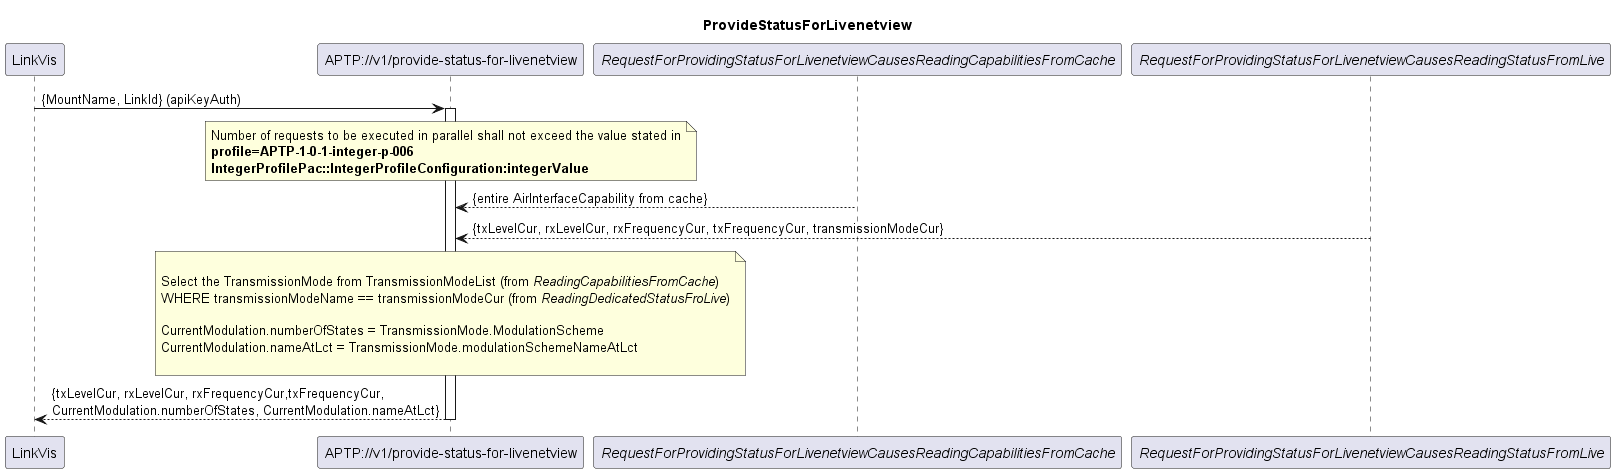 ProvideStatusForLivenetview
LinkVis
APTP://v1/provide-status-for-livenetview
RequestForProvidingStatusForLivenetviewCausesReadingCapabilitiesFromCache
RequestForProvidingStatusForLivenetviewCausesReadingStatusFromLive
{MountName, LinkId} (apiKeyAuth)
Number of requests to be executed in parallel shall not exceed the value stated in
profile=APTP-1-0-1-integer-p-006
IntegerProfilePac::IntegerProfileConfiguration:integerValue
{entire AirInterfaceCapability from cache}
{txLevelCur, rxLevelCur, rxFrequencyCur, txFrequencyCur, transmissionModeCur}
Select the TransmissionMode from TransmissionModeList (from ReadingCapabilitiesFromCache)
WHERE transmissionModeName == transmissionModeCur (from ReadingDedicatedStatusFroLive)
CurrentModulation.numberOfStates = TransmissionMode.ModulationScheme
CurrentModulation.nameAtLct = TransmissionMode.modulationSchemeNameAtLct
{txLevelCur, rxLevelCur, rxFrequencyCur,txFrequencyCur,
CurrentModulation.numberOfStates, CurrentModulation.nameAtLct}
LinkVis
APTP://v1/provide-status-for-livenetview
RequestForProvidingStatusForLivenetviewCausesReadingCapabilitiesFromCache
RequestForProvidingStatusForLivenetviewCausesReadingStatusFromLive